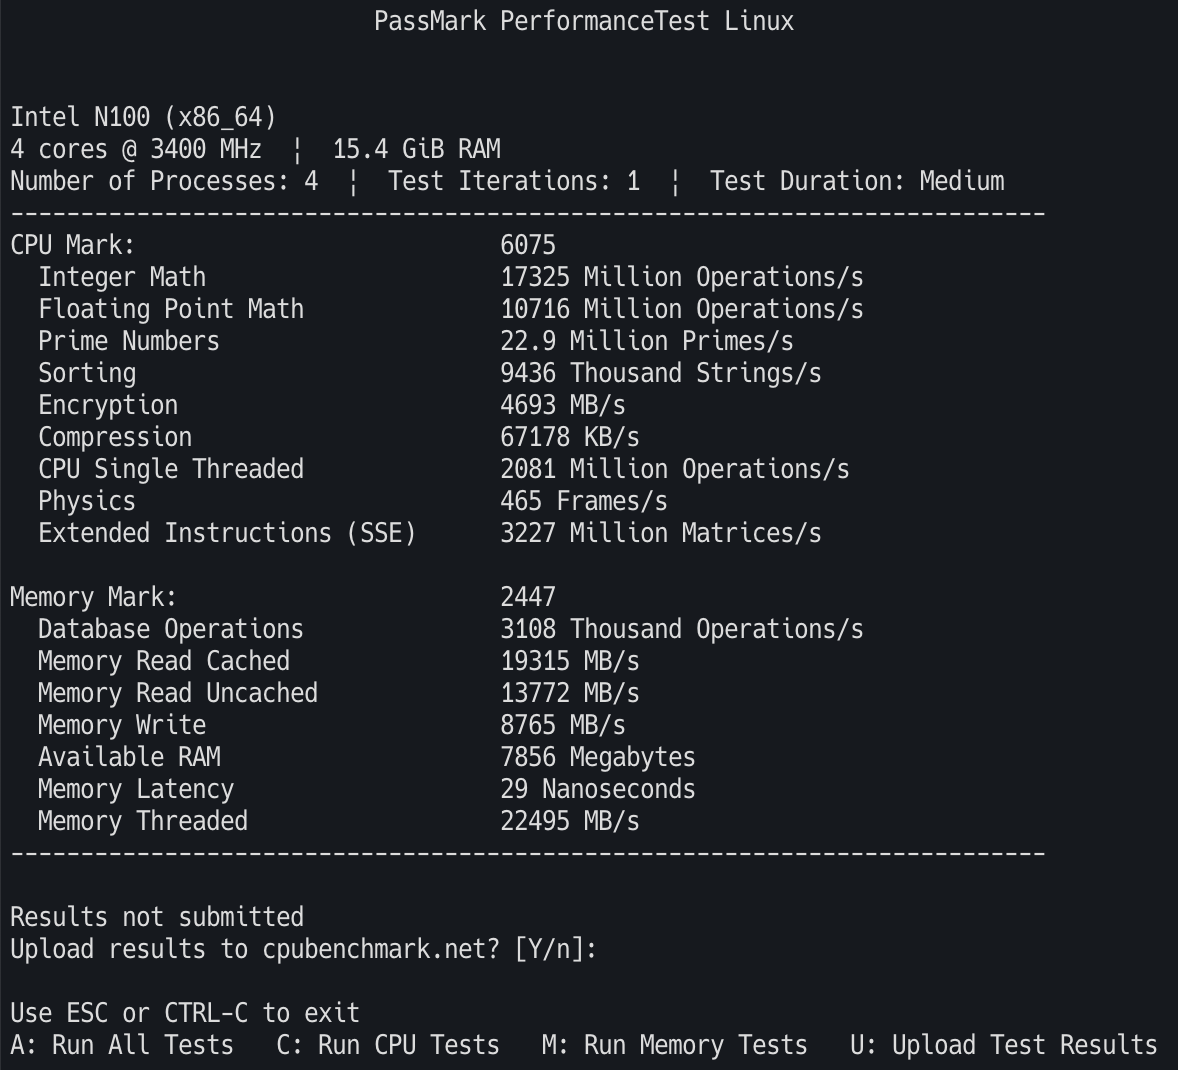 PassMark PerformanceTest Linux
Intel N100 (x86_64)
4 cores @ 3400 MHz  ¦  15.4 GiB RAM
Number of Processes: 4  ¦  Test Iterations: 1  ¦  Test Duration: Medium
--------------------------------------------------------------------------
CPU Mark:                          6075
  Integer Math                     17325 Million Operations/s
  Floating Point Math              10716 Million Operations/s
  Prime Numbers                    22.9 Million Primes/s
  Sorting                          9436 Thousand Strings/s
  Encryption                       4693 MB/s
  Compression                      67178 KB/s
  CPU Single Threaded              2081 Million Operations/s
  Physics                          465 Frames/s
  Extended Instructions (SSE)      3227 Million Matrices/s
Memory Mark:                       2447
  Database Operations              3108 Thousand Operations/s
  Memory Read Cached               19315 MB/s
  Memory Read Uncached             13772 MB/s
  Memory Write                     8765 MB/s
  Available RAM                    7856 Megabytes
  Memory Latency                   29 Nanoseconds
  Memory Threaded                  22495 MB/s
--------------------------------------------------------------------------
Results not submitted
Upload results to cpubenchmark.net? [Y/n]:
Use ESC or CTRL-C to exit
A: Run All Tests   C: Run CPU Tests   M: Run Memory Tests   U: Upload Test Results